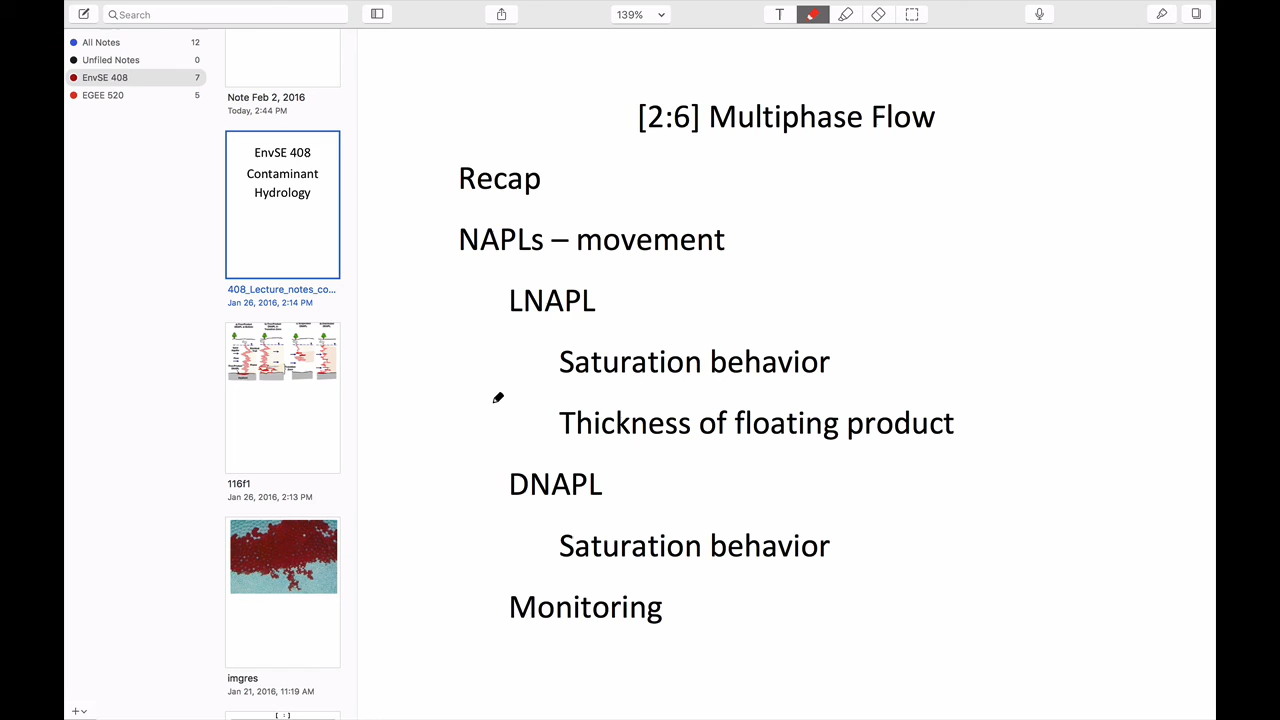 Search
139%
T
All Notes 12
Unfiled Notes 0
EnvSE 408 7
EGEE 520 5
Note Feb 2, 2016
Today, 2:44 PM
EnvSE 408
Contaminant
Hydrology
408_Lecture_notes_co...
Jan 26, 2016, 2:14 PM
116f1
Jan 26, 2016, 2:13 PM
imgres
Jan 21, 2016, 11:19 AM
[ : ]
[2:6] Multiphase Flow
Recap
NAPLs – movement
LNAPL
Saturation behavior
Thickness of floating product
DNAPL
Saturation behavior
Monitoring